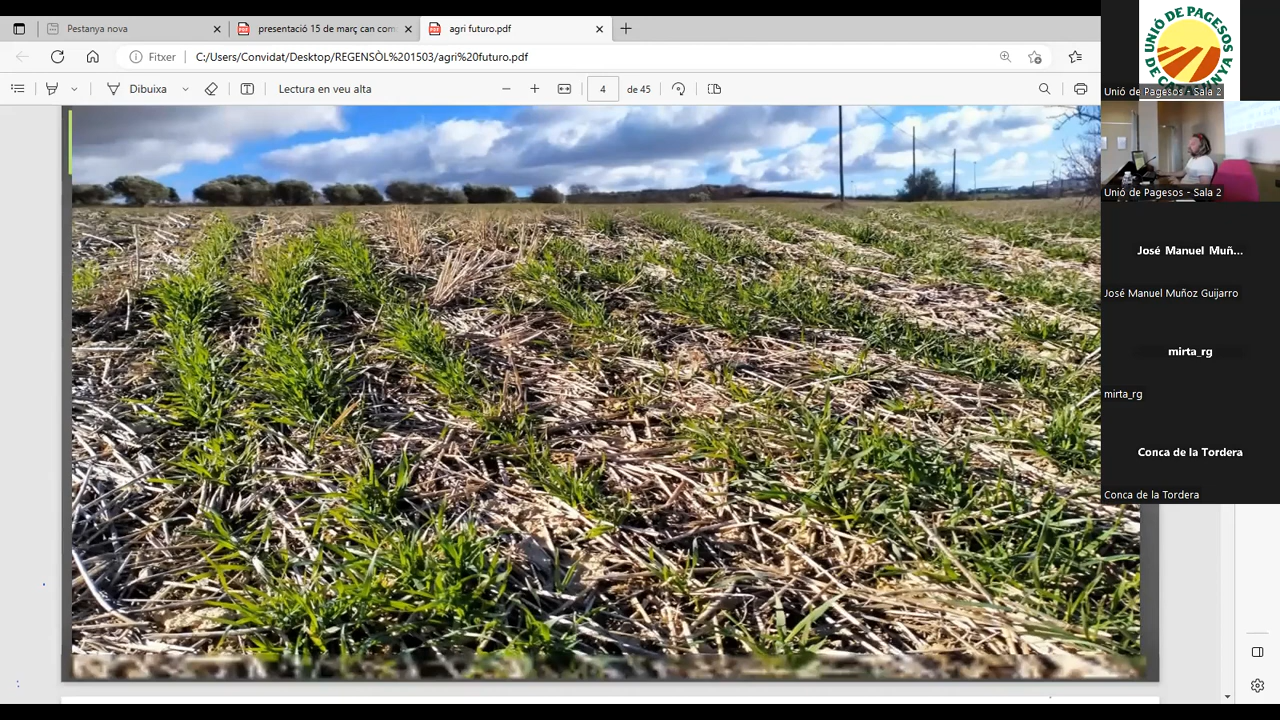 Pestanya nova
presentació 15 de març can com
agri futuro.pdf
Fitxer
C:/Users/Convidat/Desktop/REGENSÒL%201503/agri%20futuro.pdf
Dibuixa
Lectura en veu alta
4
de 45
UNIÓ DE PAGESOS
DE CATALUNYA
Unió de Pagesos - Sala 2
Unió de Pagesos - Sala 2
José Manuel Muñ...
José Manuel Muñoz Guijarro
mirta_rg
mirta_rg
Conca de la Tordera
Conca de la Tordera